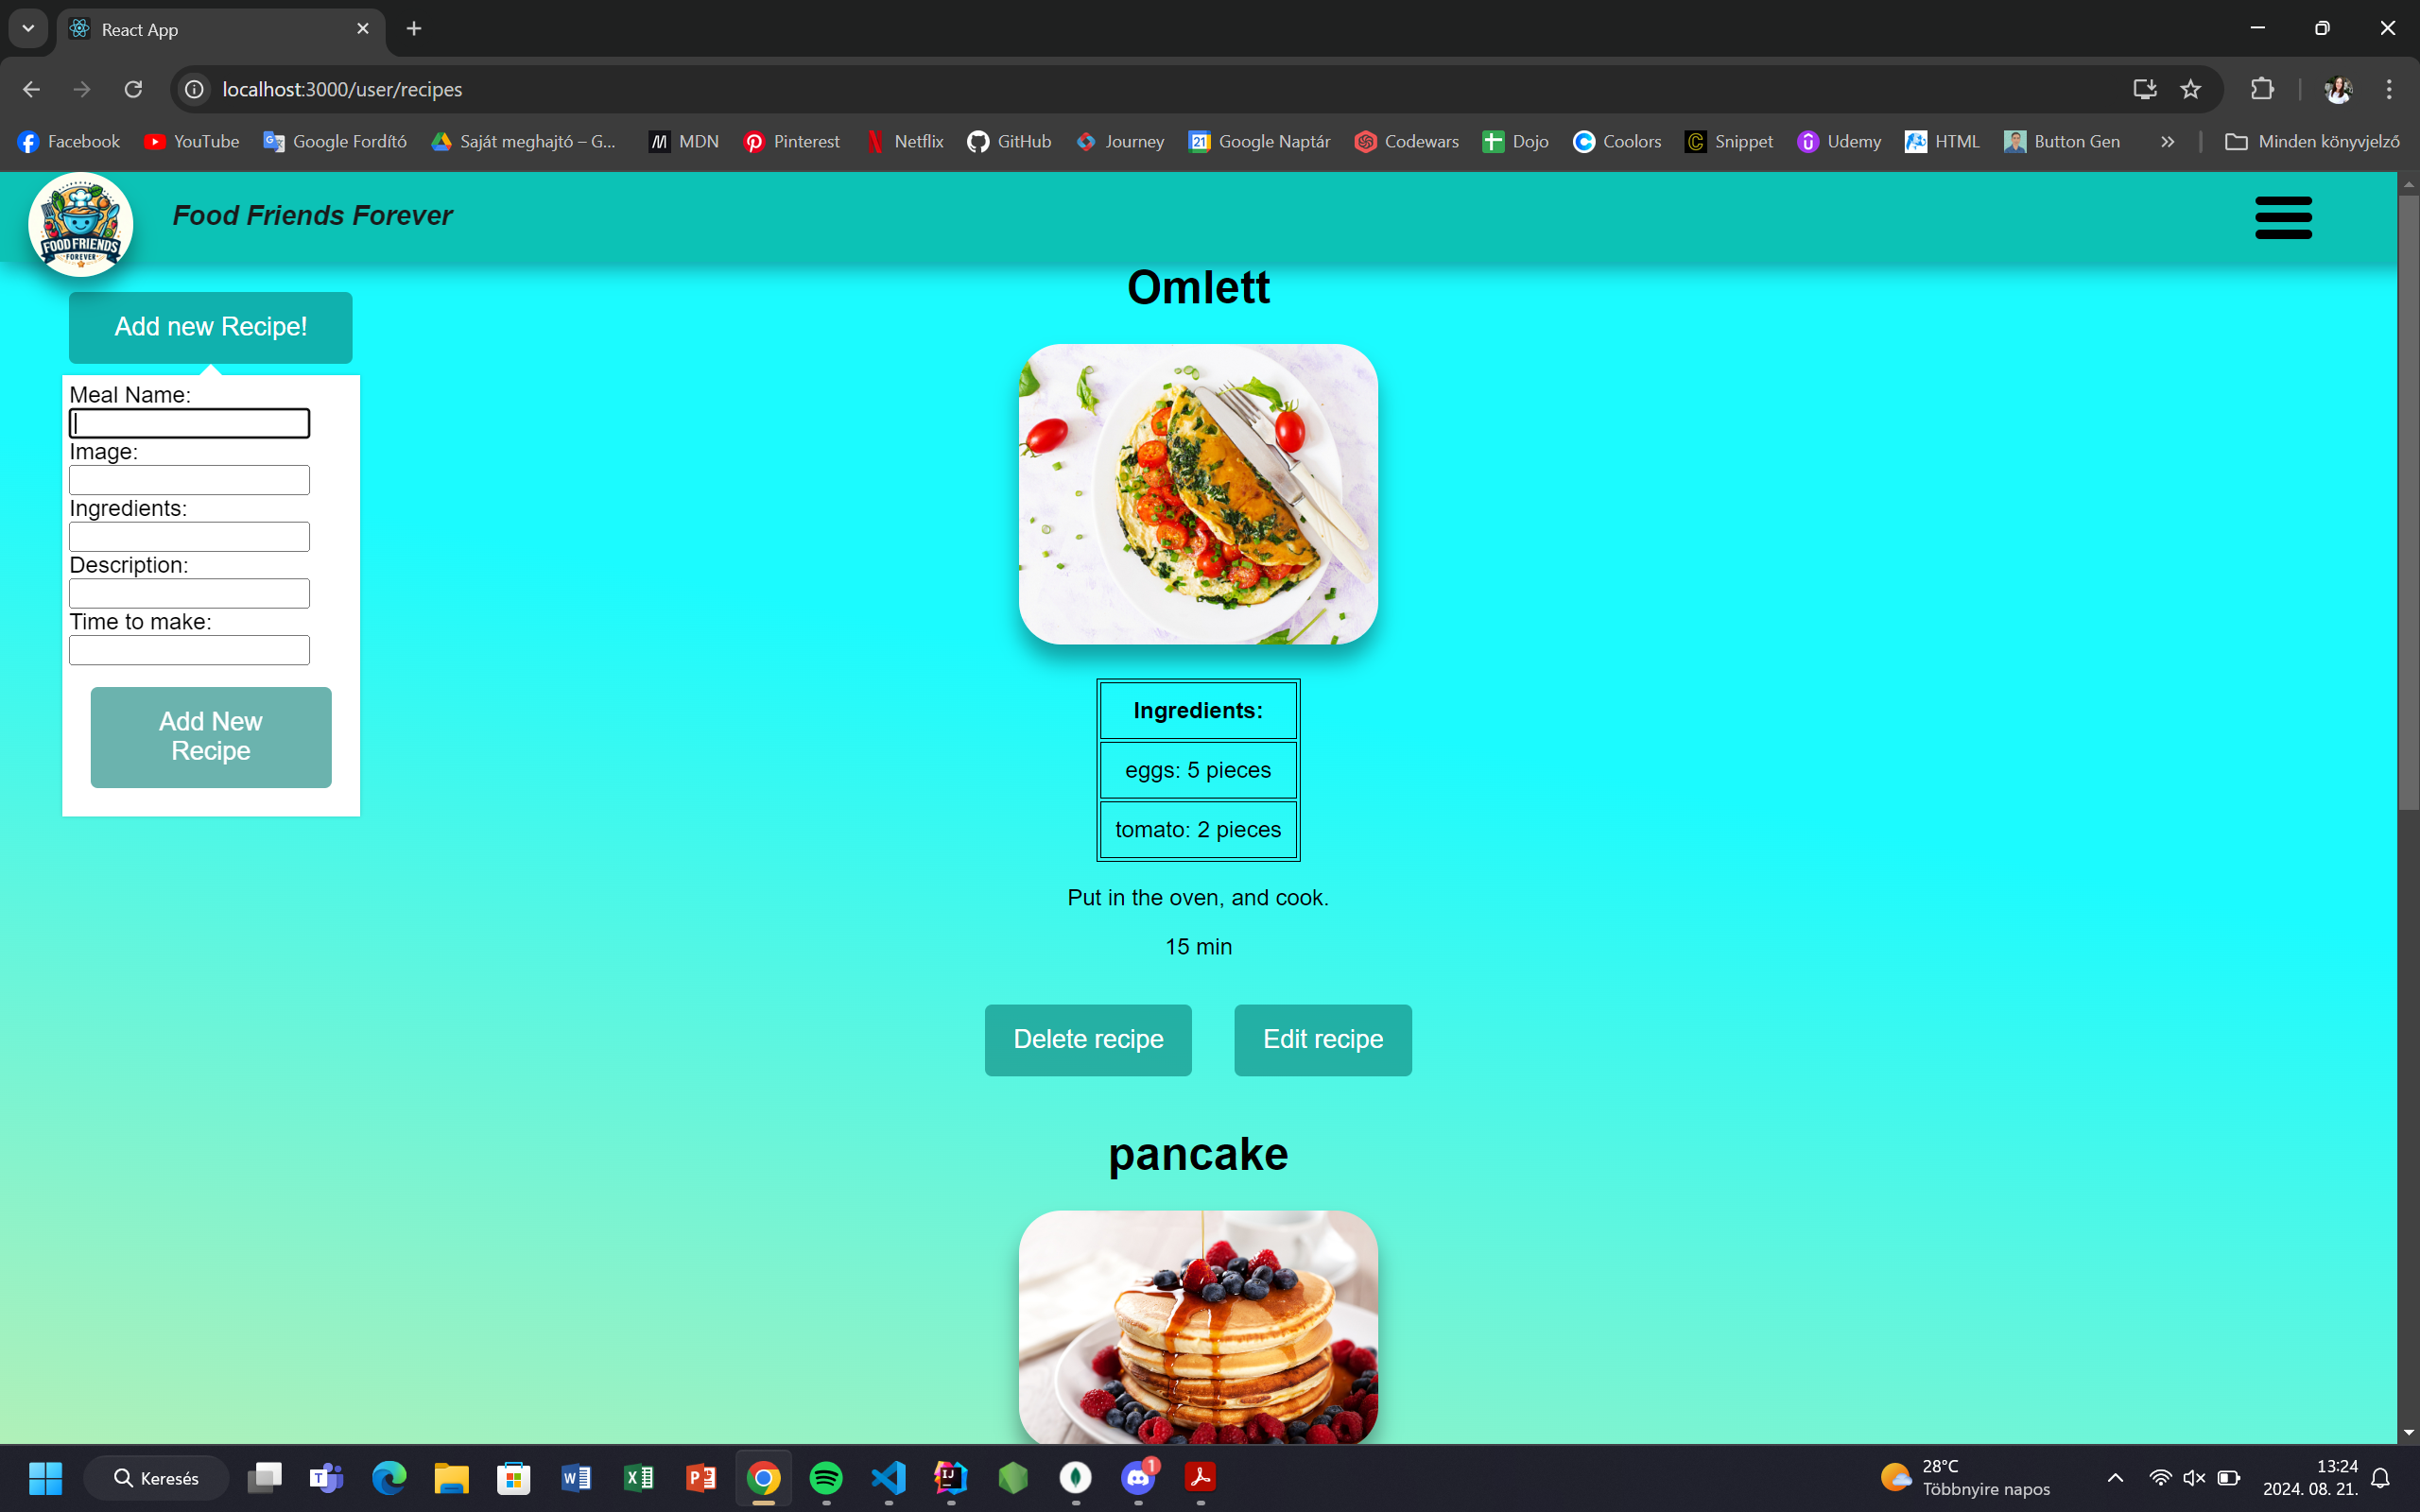 React App
localhost:3000/user/recipes
Facebook
YouTube
Google Fordító
Saját meghajtó – G...
MDN
Pinterest
Netflix
GitHub
Journey
Google Naptár
Codewars
Dojo
Coolors
Snippet
Udemy
HTML
Button Gen
Minden könyvjelző
FOOD FRIENDS
FOREVER
Food Friends Forever
Add new Recipe!
Meal Name:
Image:
Ingredients:
Description:
Time to make:
Add New
Recipe
Omlett
Ingredients:
eggs: 5 pieces
tomato: 2 pieces
Put in the oven, and cook.
15 min
Delete recipe
Edit recipe
pancake
Keresés
1
28°C
Többnyire napos
13:24
2024. 08. 21.